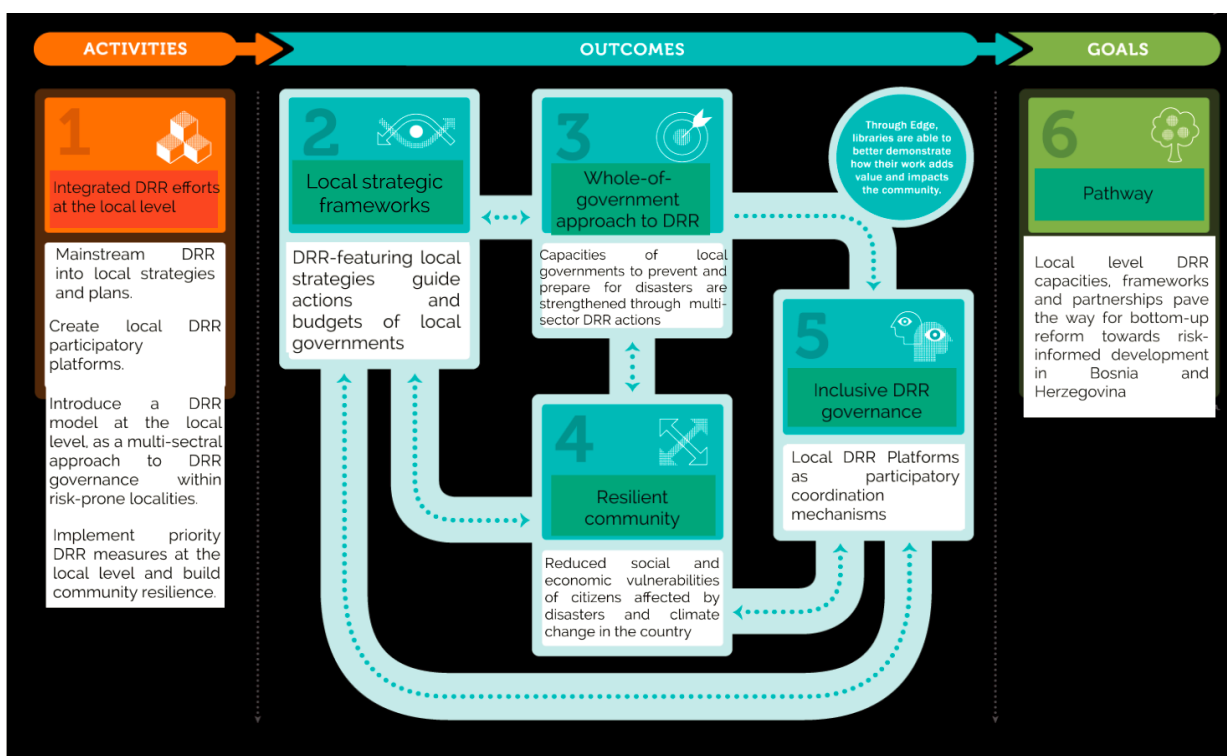 ACTIVITIES
OUTCOMES
GOALS
1
Integrated DRR efforts
at the local level
Mainstream DRR
into local strategies
and plans.
Create local DRR
participatory
platforms.
Introduce a DRR
model at the local
level, as a multi-sectral
approach to DRR
governance within
risk-prone localities.
Implement priority
DRR measures at the
local level and build
community resilience.
2
Local strategic
frameworks
DRR-featuring local
strategies guide
actions and
budgets of local
governments
3
Whole-of-
government
approach to DRR
Capacities of local
governments to prevent and
prepare for disasters are
strengthened through multi-
sector DRR actions
4
Resilient
community
Reduced social and
economic vulnerabilities
of citizens affected by
disasters and climate
change in the country
Through Edge,
libraries are able to
better demonstrate
how their work adds
value and impacts
the community.
5
Inclusive DRR
governance
Local DRR Platforms
as participatory
coordination
mechanisms
6
Pathway
Local level DRR
capacities, frameworks
and partnerships pave
the way for bottom-up
reform towards risk-
informed development
in Bosnia and
Herzegovina